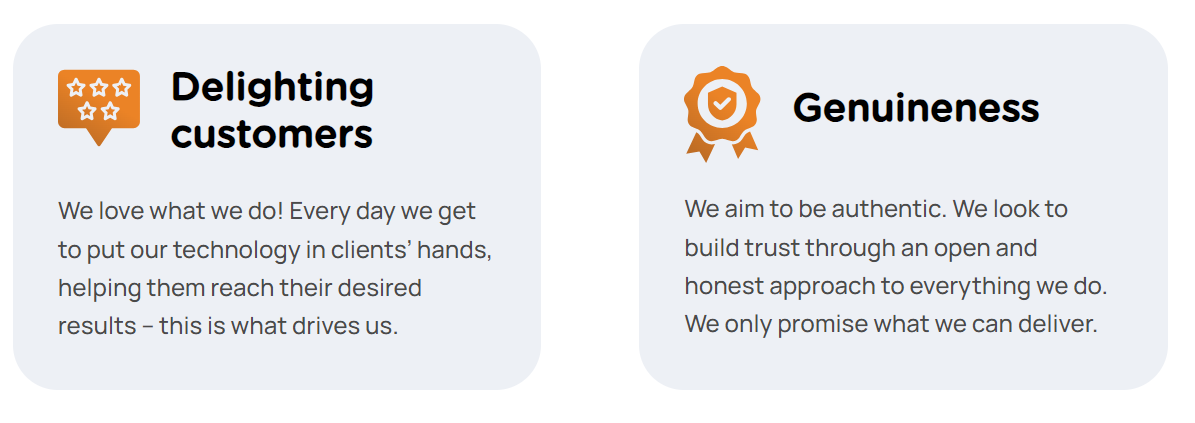 Delighting
customers
We love what we do! Every day we get
to put our technology in clients’ hands,
helping them reach their desired
results – this is what drives us.
Genuineness
We aim to be authentic. We look to
build trust through an open and
honest approach to everything we do.
We only promise what we can deliver.